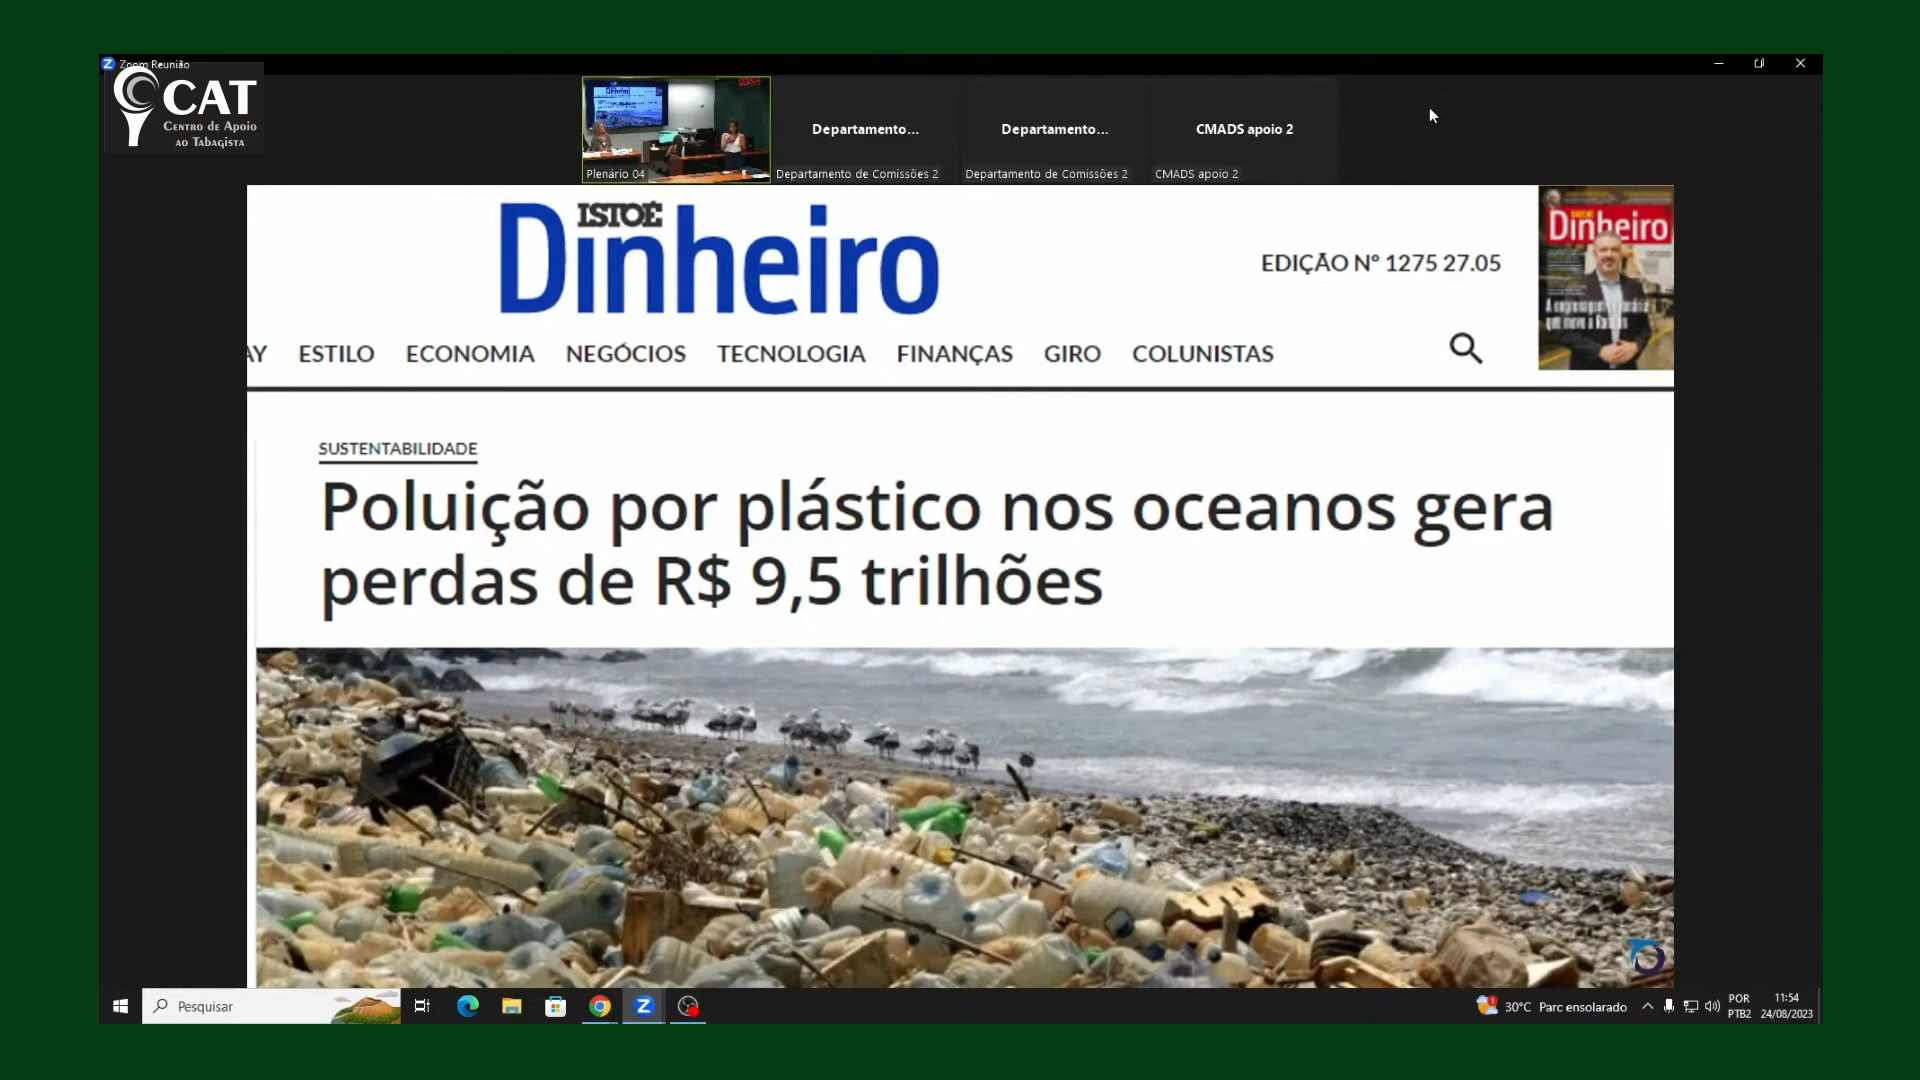 Zoom Reunião
CAT
Centro de Apoio
ao Tabagista
Departamento...
Departamento...
CMADS apoio 2
Plenário 04
Departamento de Comissões 2
Departamento de Comissões 2
CMADS apoio 2
ISTOÉ
Dinheiro
EDIÇÃO Nº 1275 27.05
Dinheiro
AY ESTILO ECONOMIA NEGÓCIOS TECNOLOGIA FINANÇAS GIRO COLUNISTAS
SUSTENTABILIDADE
Poluição por plástico nos oceanos gera
perdas de R$ 9,5 trilhões
Pesquisar
30°C Parc ensolarado
POR
PTB2
11:54
24/08/2023